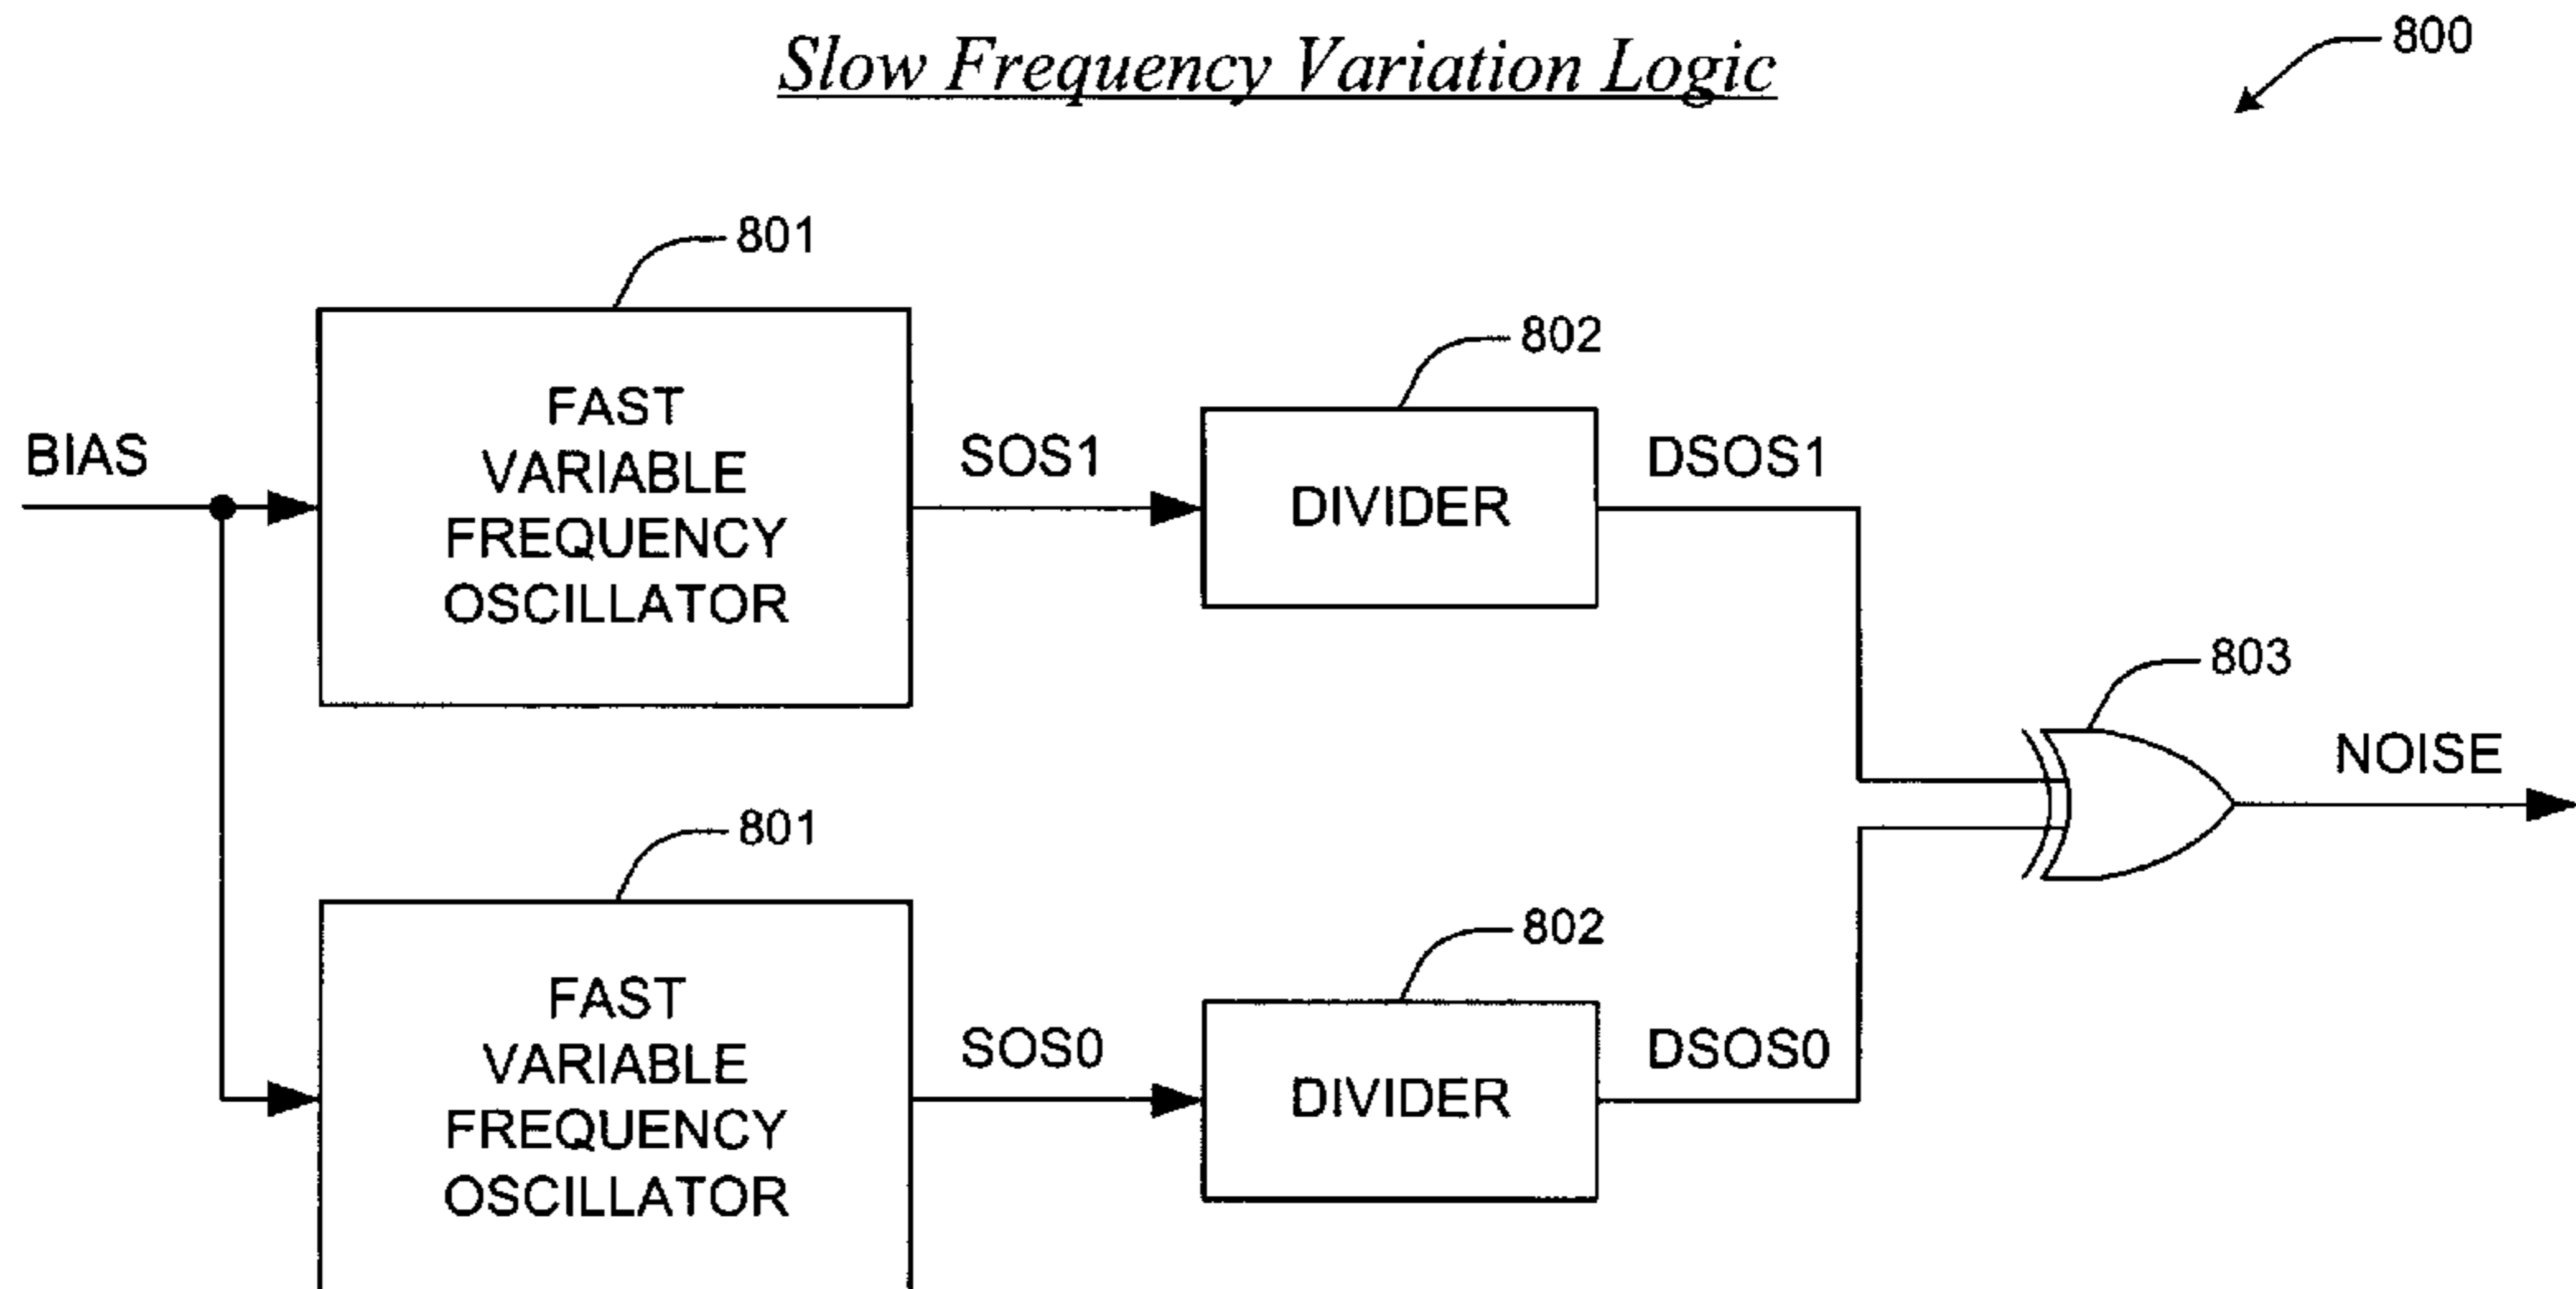 Slow Frequency Variation Logic
800
801
802
FAST
VARIABLE
FREQUENCY
OSCILLATOR
BIAS
SOS1
DIVIDER
DSOS1
803
NOISE
801
802
FAST
VARIABLE
FREQUENCY
OSCILLATOR
SOS0
DIVIDER
DSOS0